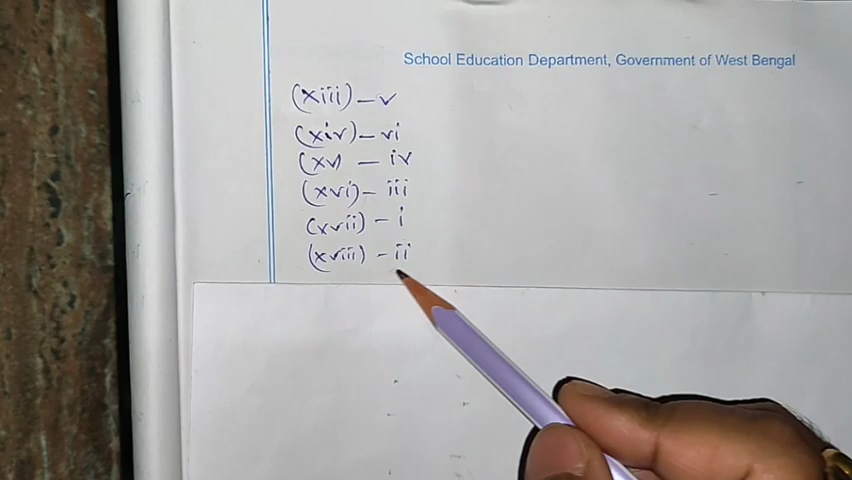 School Education Department, Government of West Bengal
(xiii) - v
(xiv) - vi
(xv) - iv
(xvi) - iii
(xvii) - i
(xviii) - ii